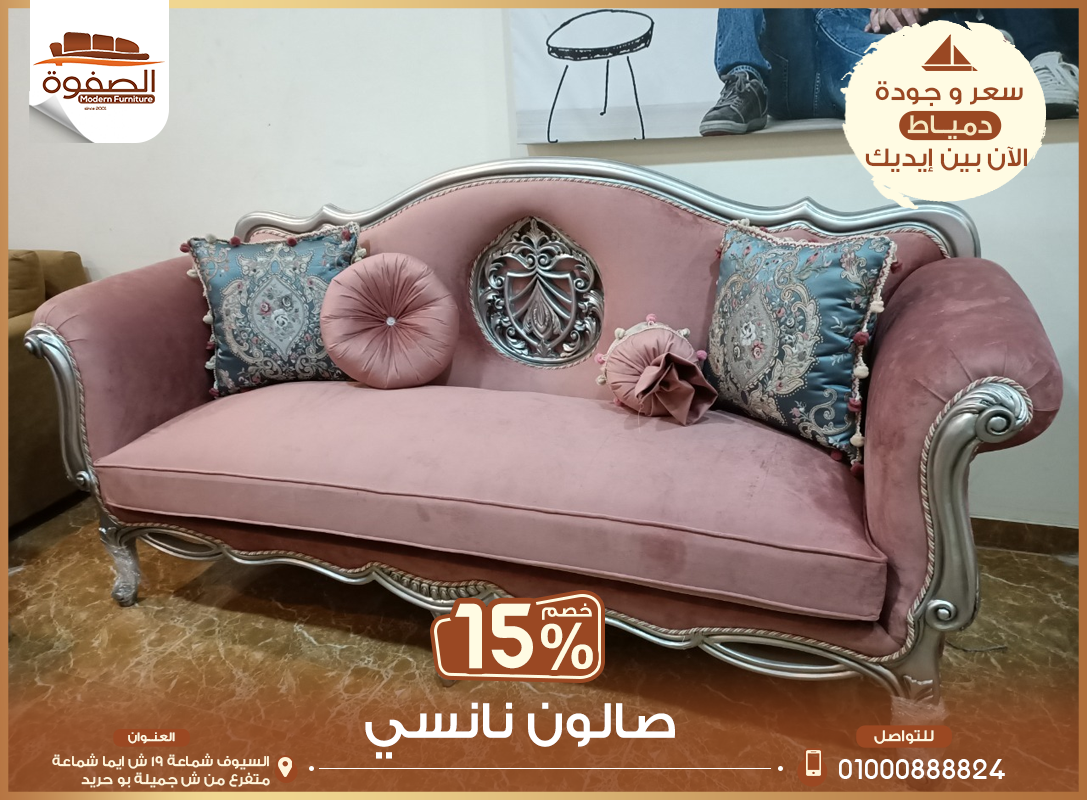 الصفوة
Modern Furniture
since 2001
سعر و جودة
دمياط
الآن بين إيديك
خصم
15%
صالون نانسي
العنوان
السيوف شماعة ١٩ ش ايما شماعة
متفرع من ش جميلة بو حريد
للتواصل
01000888824